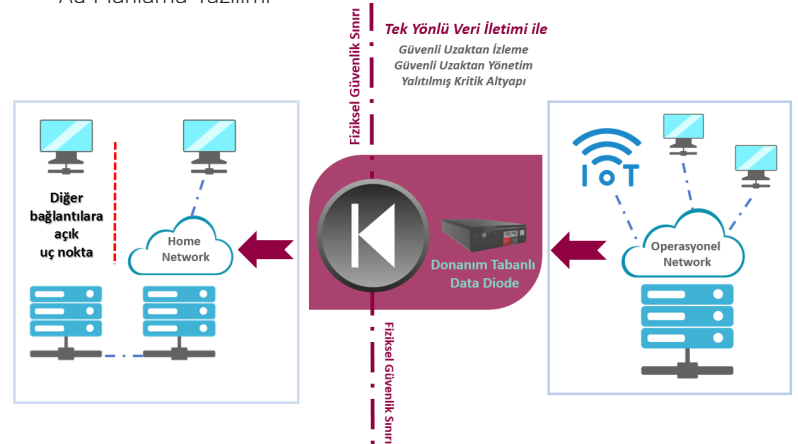 Tek Yönlü Veri İletimi ile
Güvenli Uzaktan İzleme
Güvenli Uzaktan Yönetim
Yalıtılmış Kritik Altyapı
Fiziksel Güvenlik Sınırı
Diğer
bağlantılara
açık
uç nokta
Home
Network
Donanım Tabanlı
Data Diode
IoT
Operasyonel
Network
Fiziksel Güvenlik Sınırı